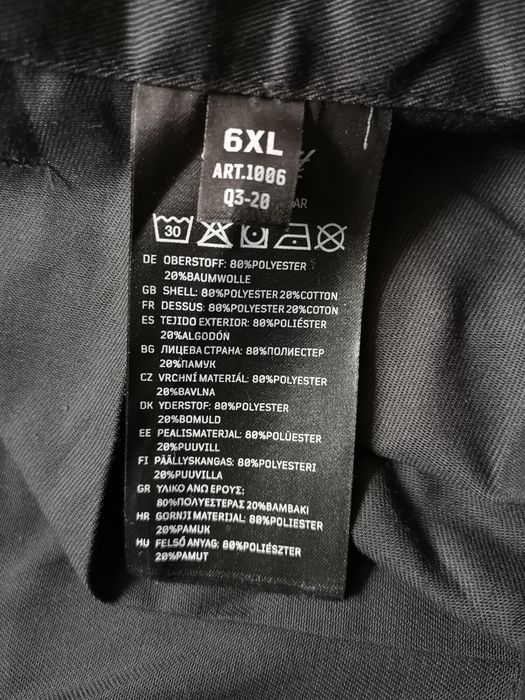 6XL
ART.1006
Q3-20
AR
30
DE OBERSTOFF: 80%POLYESTER
20%BAUMWOLLE
GB SHELL: 80%POLYESTER 20%COTTON
FR DESSUS: 80%POLYESTER 20%COTON
ES TEJIDO EXTERIOR: 80%POLIÉSTER
20%ALGODÓN
BG ЛИЦЕВА СТРАНА: 80%ПОЛИЕСТЕР
20%ПАМУК
CZ VRCHNÍ MATERIÁL: 80%POLYESTER
20%BAVLNA
DK YDERSTOF: 80%POLYESTER
20%BOMULD
EE PEALISMATERJAL: 80%POLÜESTER
20%PUUVILL
FI PÄÄLLYSKANGAS: 80%POLYESTERI
20%PUUVILLA
GR ΥΛΙΚΟ ΑΝΩ ΕΡΟΥΣ:
80%ΠΟΛΥΕΣΤΕΡΑΣ 20%ΒΑΜΒΑΚΙ
HR GORNJI MATERIJAL: 80%POLIESTER
20%PAMUK
HU FELSŐ ANYAG: 80%POLIÉSZTER
20%PAMUT